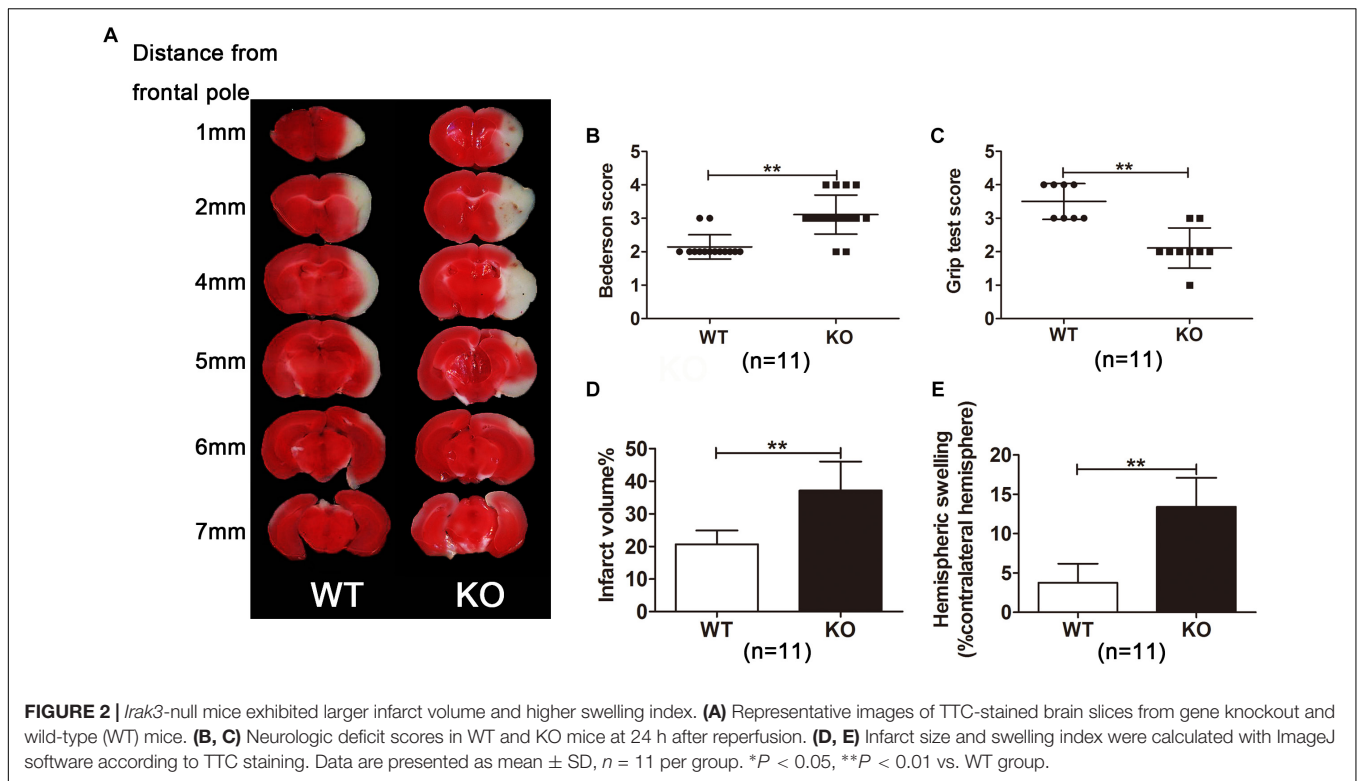 A
Distance from
frontal pole
1mm
2mm
4mm
5mm
6mm
7mm
WT KO
B
Bederson score
5
4
3
2
1
0
**
WT KO
(n=11)
C
Grip test score
5
4
3
2
1
0
**
WT KO
(n=11)
D
Infarct volume%
50
40
30
20
10
0
**
WT KO
(n=11)
E
Hemispheric swelling
(%contralateral hemisphere)
20
15
10
5
0
**
WT KO
(n=11)
KO
FIGURE 2 | Irak3-null mice exhibited larger infarct volume and higher swelling index. (A) Representative images of TTC-stained brain slices from gene knockout and
wild-type (WT) mice. (B, C) Neurologic deficit scores in WT and KO mice at 24 h after reperfusion. (D, E) Infarct size and swelling index were calculated with ImageJ
software according to TTC staining. Data are presented as mean ± SD, n = 11 per group. *P < 0.05, **P < 0.01 vs. WT group.